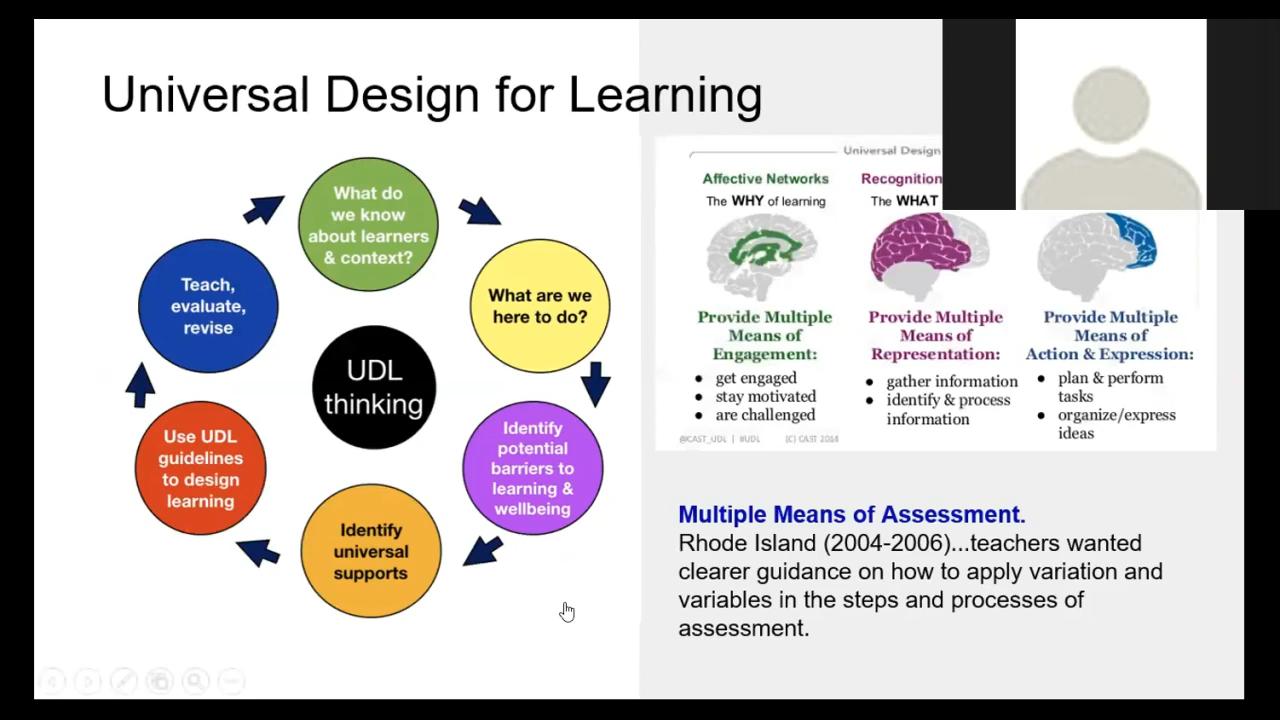 Universal Design for Learning
What do
we know
about learners
& context?
What are we
here to do?
Identify
potential
barriers to
learning &
wellbeing
Identify
universal
supports
Use UDL
guidelines
to design
learning
Teach,
evaluate,
revise
UDL
thinking
Universal Design
Affective Networks
The WHY of learning
Provide Multiple
Means of
Engagement:
● get engaged
● stay motivated
● are challenged
Recognition
The WHAT
Provide Multiple
Means of
Representation:
● gather information
● identify & process
information
Provide Multiple
Means of
Action & Expression:
● plan & perform
tasks
● organize/express
ideas
@CAST_UDL | #UDL (C) CAST 2014
Multiple Means of Assessment.
Rhode Island (2004-2006)...teachers wanted
clearer guidance on how to apply variation and
variables in the steps and processes of
assessment.